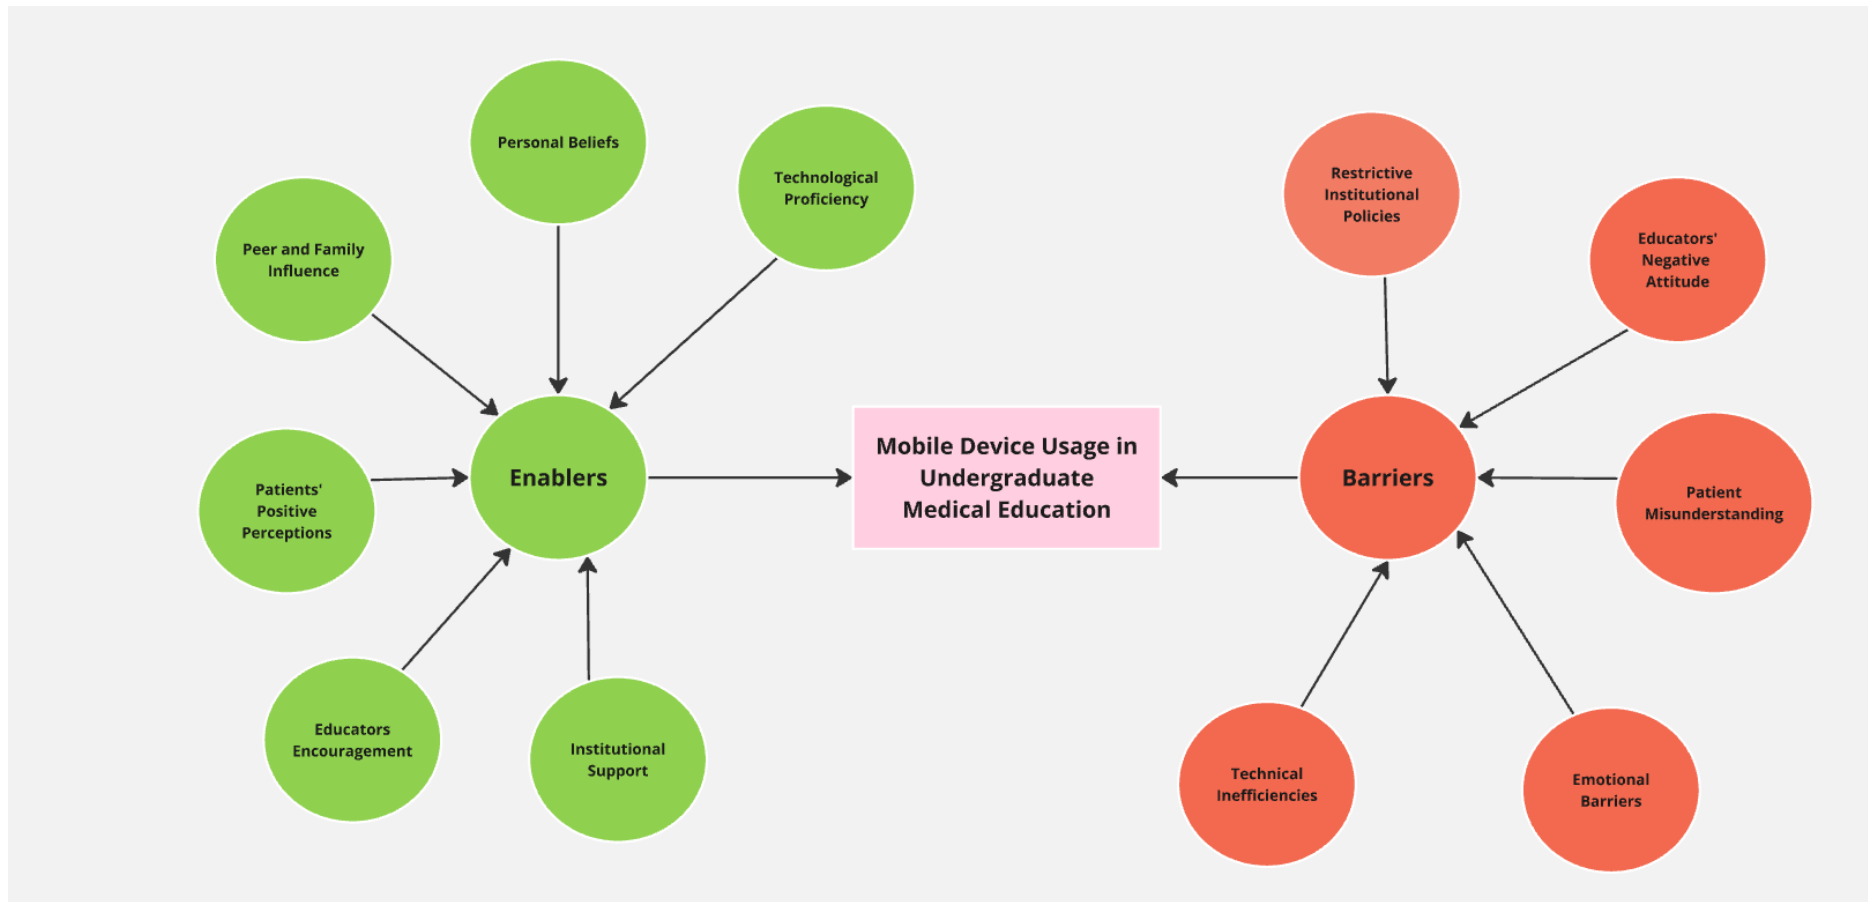 Personal Beliefs
Technological
Proficiency
Peer and Family
Influence
Patients'
Positive
Perceptions
Educators
Encouragement
Institutional
Support
Enablers
Mobile Device Usage in
Undergraduate
Medical Education
Barriers
Restrictive
Institutional
Policies
Educators'
Negative
Attitude
Patient
Misunderstanding
Technical
Inefficiencies
Emotional
Barriers